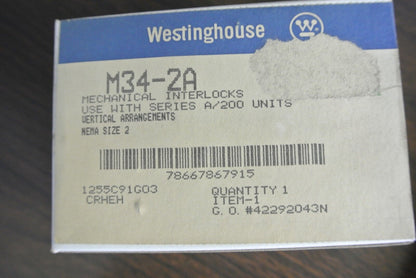 Westinghouse
M34-2A
MECHANICAL INTERLOCKS
USE WITH SERIES A/200 UNITS
VERTICAL ARRANGEMENTS
NEMA SIZE 2
78667867915
1255C91G03 QUANTITY 1
CRHEH ITEM-1
G. O. #42292043N